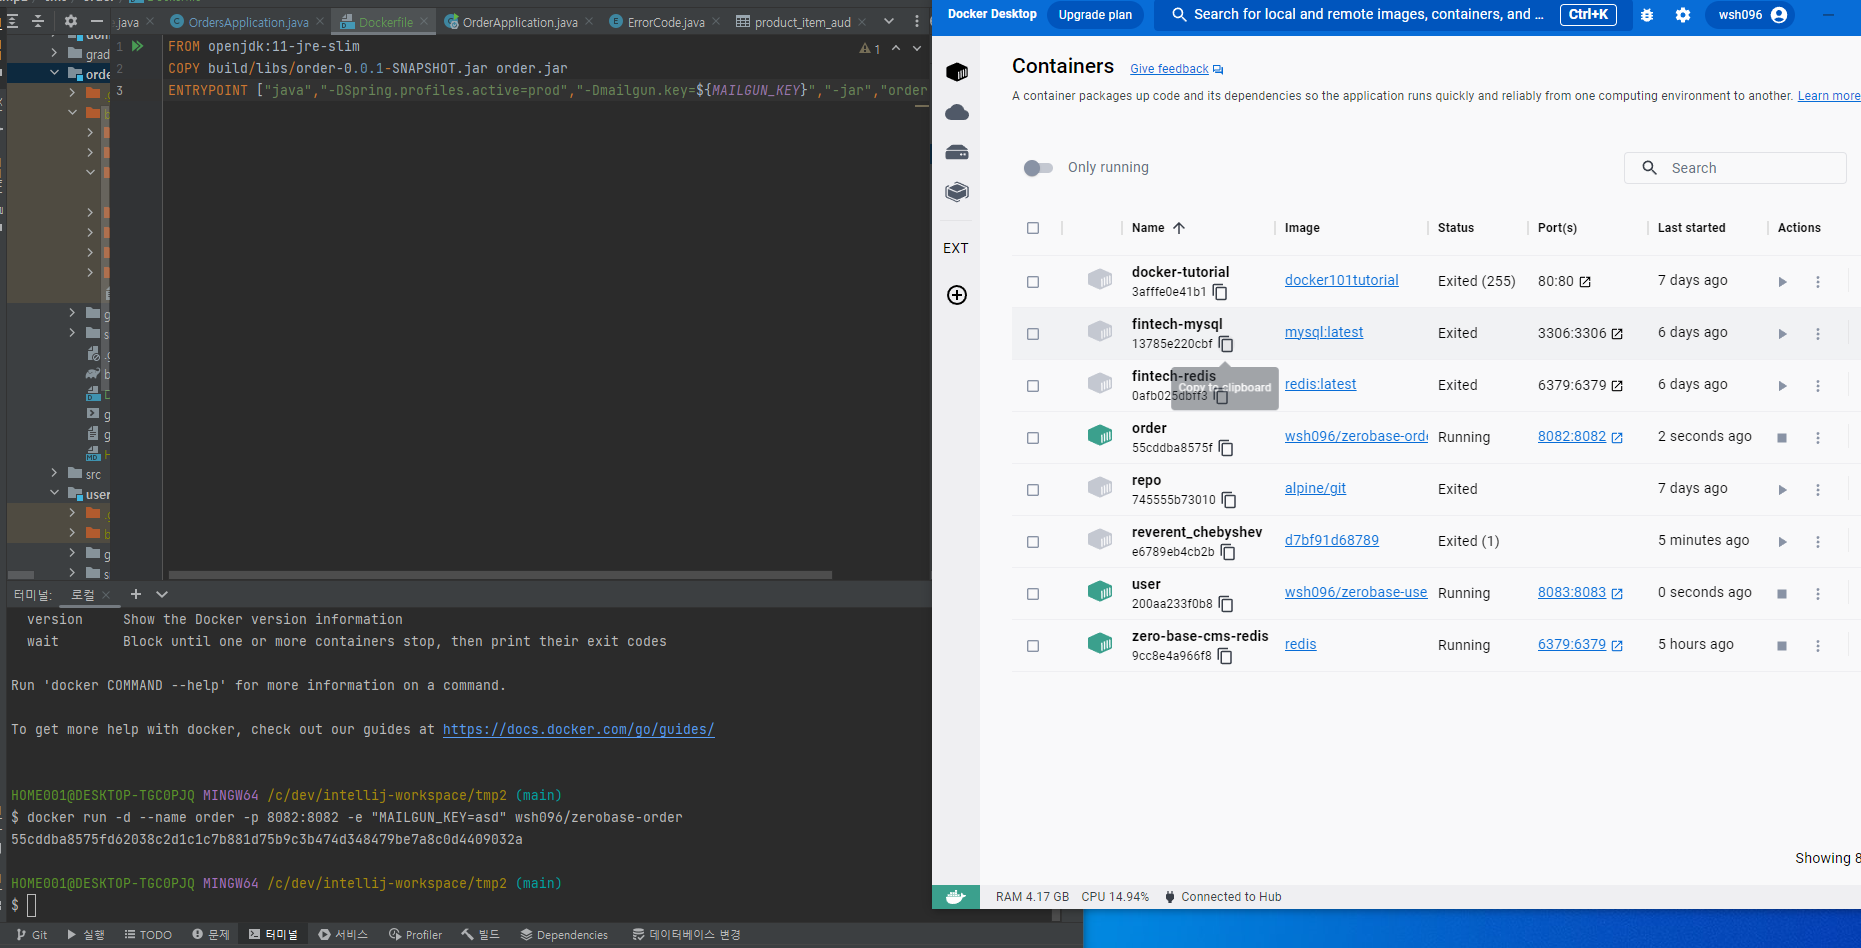 .java
OrdersApplication.java
Dockerfile
OrderApplication.java
ErrorCode.java
product_item_aud
1
2
3
FROM openjdk:11-jre-slim
COPY build/libs/order-0.0.1-SNAPSHOT.jar order.jar
ENTRYPOINT ["java","-DSpring.profiles.active=prod","-Dmailgun.key=${MAILGUN_KEY}","-jar","order
1
grad
orde
src
user
터미널:
로컬
version Show the Docker version information
wait Block until one or more containers stop, then print their exit codes
Run 'docker COMMAND --help' for more information on a command.
To get more help with docker, check out our guides at https://docs.docker.com/go/guides/
HOME001@DESKTOP-TGC0PJQ MINGW64 /c/dev/intellij-workspace/tmp2 (main)
$ docker run -d --name order -p 8082:8082 -e "MAILGUN_KEY=asd" wsh096/zerobase-order
55cddba8575fd62038c2d1c1c7b881d75b9c3b474d348479be7a8c0d4409032a
HOME001@DESKTOP-TGC0PJQ MINGW64 /c/dev/intellij-workspace/tmp2 (main)
$
Git
실행
TODO
문제
터미널
서비스
Profiler
빌드
Dependencies
데이터베이스 변경
Docker Desktop
Upgrade plan
Search for local and remote images, containers, and ...
Ctrl+K
wsh096
EXT
Containers
Give feedback
A container packages up code and its dependencies so the application runs quickly and reliably from one computing environment to another. Learn more
Only running
Search
Name Image Status Port(s) Last started Actions
docker-tutorial
3afffe0e41b1
docker101tutorial Exited (255) 80:80 7 days ago
fintech-mysql
13785e220cbf
mysql:latest Exited 3306:3306 6 days ago
fintech-redis
0afb025dbff3
Copy to clipboard
redis:latest Exited 6379:6379 6 days ago
order
55cddba8575f
wsh096/zerobase-orde Running 8082:8082 2 seconds ago
repo
745555b73010
alpine/git Exited 7 days ago
reverent_chebyshev
e6789eb4cb2b
d7bf91d68789 Exited (1) 5 minutes ago
user
200aa233f0b8
wsh096/zerobase-use Running 8083:8083 0 seconds ago
zero-base-cms-redis
9cc8e4a966f8
redis Running 6379:6379 5 hours ago
Showing 8
RAM 4.17 GB CPU 14.94% Connected to Hub